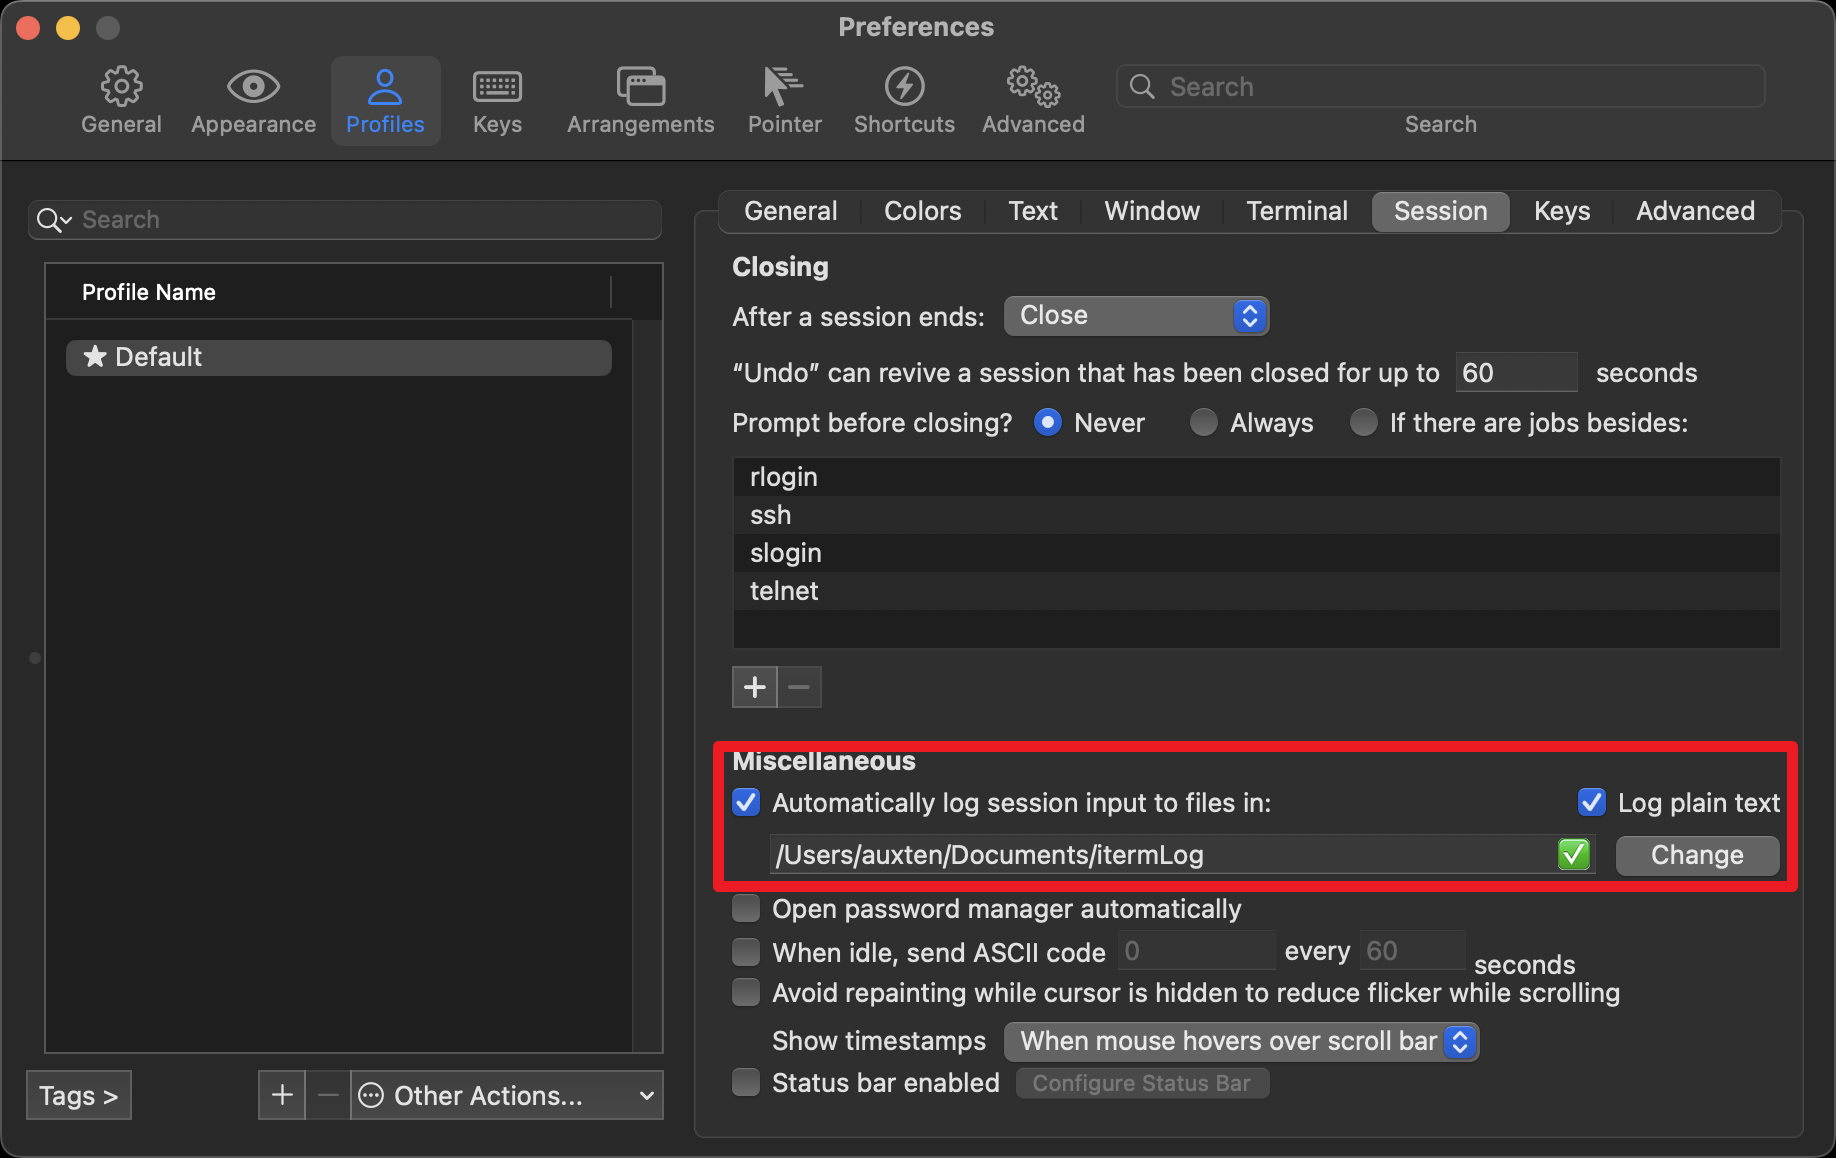 Preferences
General
Appearance
Profiles
Keys
Arrangements
Pointer
Shortcuts
Advanced
Search
Search
Search
Profile Name
Default
Tags >
Other Actions...
General Colors Text Window Terminal Session Keys Advanced
Closing
After a session ends: Close
“Undo” can revive a session that has been closed for up to 60 seconds
Prompt before closing? Never Always If there are jobs besides:
rlogin
ssh
slogin
telnet
Miscellaneous
Automatically log session input to files in: Log plain text
/Users/auxten/Documents/itermLog Change
Open password manager automatically
When idle, send ASCII code 0 every 60 seconds
Avoid repainting while cursor is hidden to reduce flicker while scrolling
Show timestamps When mouse hovers over scroll bar
Status bar enabled Configure Status Bar